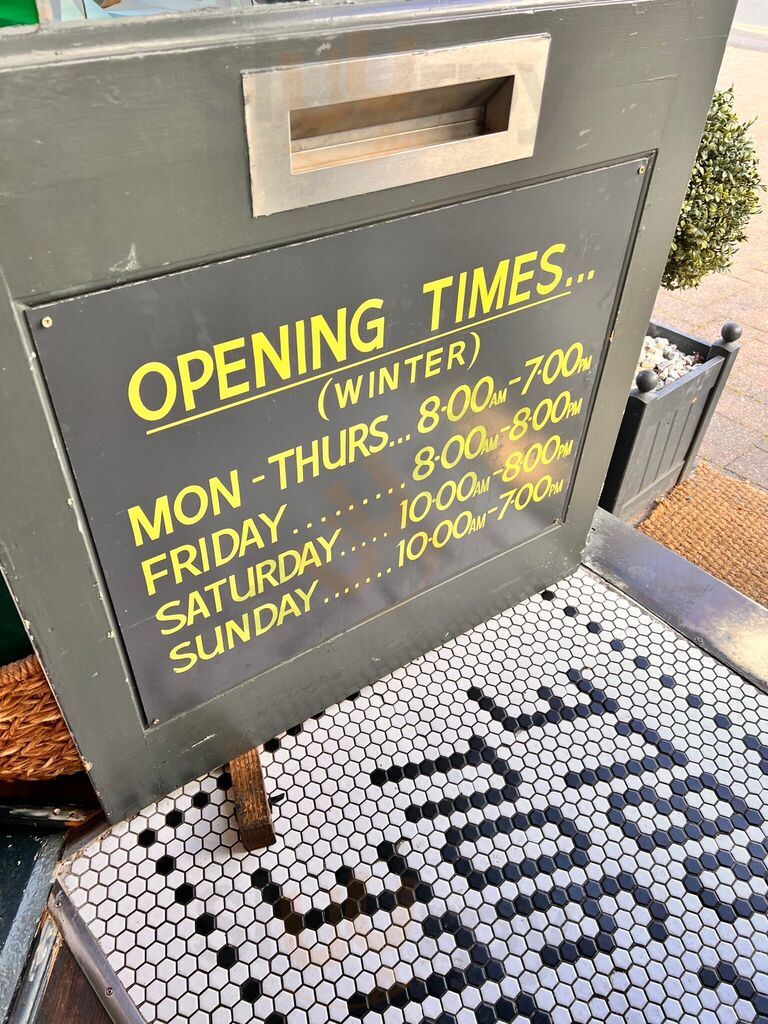 OPENING TIMES...
(WINTER)
MON - THURS... 8·00AM - 7·00PM
FRIDAY ......... 8·00AM - 8·00PM
SATURDAY..... 10·00AM - 8·00PM
SUNDAY ....... 10·00AM - 7·00PM